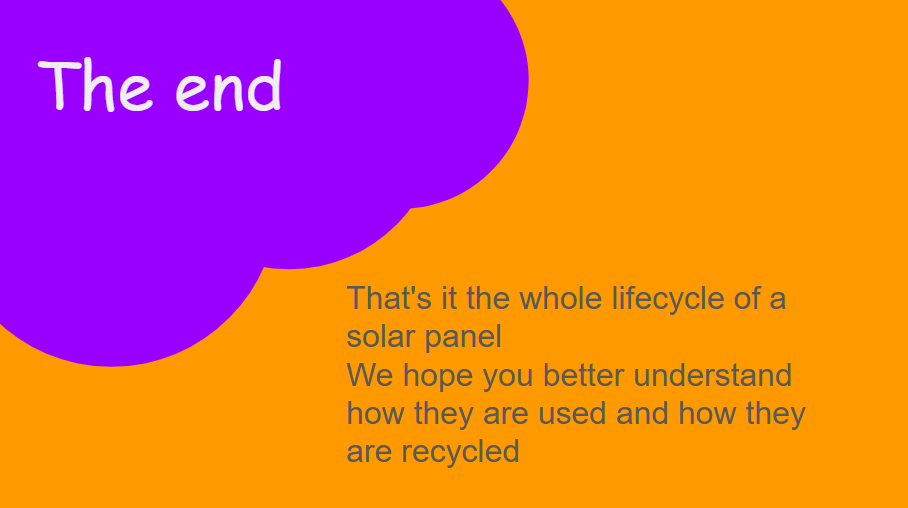 The end
That's it the whole lifecycle of a
solar panel
We hope you better understand
how they are used and how they
are recycled